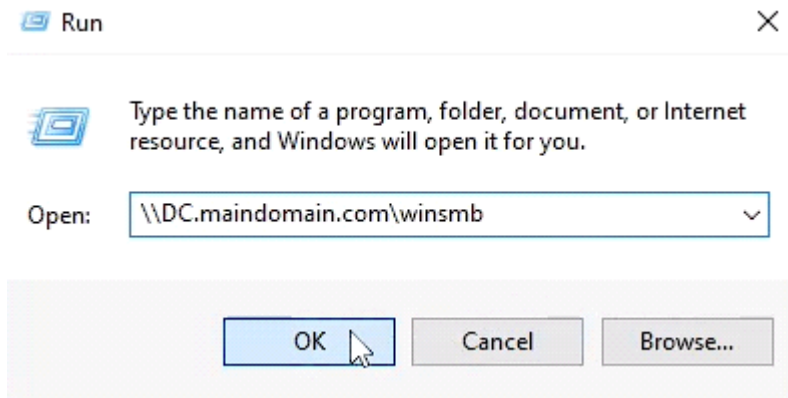 Run
Type the name of a program, folder, document, or Internet
resource, and Windows will open it for you.
Open: \\DC.maindomain.com\winsmb
OK Cancel Browse...